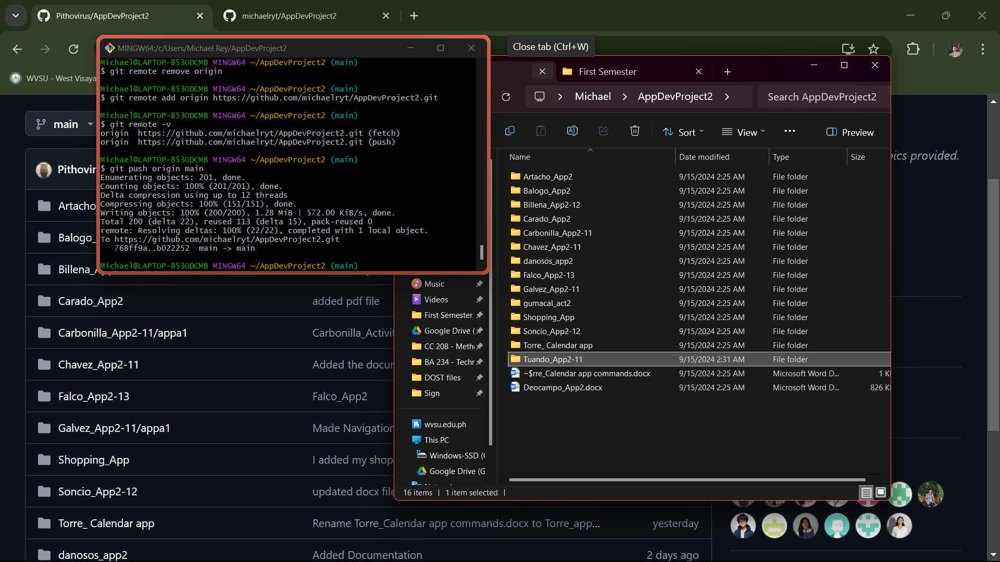 Pithovirus/AppDevProject2
michaelryt/AppDevProject2
WVSU - West Visaya
MINGW64:/c/Users/Michael Rey/AppDevProject2
Michael@LAPTOP-853ODCMB MINGW64 ~/AppDevProject2 (main)
$ git remote remove origin
Michael@LAPTOP-853ODCMB MINGW64 ~/AppDevProject2 (main)
$ git remote add origin https://github.com/michaelryt/AppDevProject2.git
Michael@LAPTOP-853ODCMB MINGW64 ~/AppDevProject2 (main)
$ git remote -v
origin https://github.com/michaelryt/AppDevProject2.git (fetch)
origin https://github.com/michaelryt/AppDevProject2.git (push)
Michael@LAPTOP-853ODCMB MINGW64 ~/AppDevProject2 (main)
$ git push origin main
Enumerating objects: 201, done.
Counting objects: 100% (201/201), done.
Delta compression using up to 12 threads
Compressing objects: 100% (151/151), done.
Writing objects: 100% (200/200), 1.28 MiB | 572.00 KiB/s, done.
Total 200 (delta 22), reused 113 (delta 15), pack-reused 0
remote: Resolving deltas: 100% (22/22), completed with 1 local object.
To https://github.com/michaelryt/AppDevProject2.git
768ff9a..b022252 main -> main
Michael@LAPTOP-853ODCMB MINGW64 ~/AppDevProject2 (main)
Close tab (Ctrl+W)
First Semester
Michael > AppDevProject2 >
Search AppDevProject2
Sort
View
Preview
Name Date modified Type Size
Artacho_App2 9/15/2024 2:25 AM File folder
Balogo_App2 9/15/2024 2:25 AM File folder
Billena_App2-12 9/15/2024 2:25 AM File folder
Carado_App2 9/15/2024 2:25 AM File folder
Carbonilla_App2-11 9/15/2024 2:25 AM File folder
Chavez_App2-11 9/15/2024 2:25 AM File folder
danosos_app2 9/15/2024 2:25 AM File folder
Falco_App2-13 9/15/2024 2:25 AM File folder
Galvez_App2-11 9/15/2024 2:25 AM File folder
gumacal_act2 9/15/2024 2:25 AM File folder
Shopping_App 9/15/2024 2:25 AM File folder
Soncio_App2-12 9/15/2024 2:25 AM File folder
Torre_ Calendar app 9/15/2024 2:25 AM File folder
Tuando_App2-11 9/15/2024 2:31 AM File folder
~$rre_Calendar app commands.docx 9/15/2024 2:25 AM Microsoft Word D... 1 K
Deocampo_App2.docx 9/15/2024 2:25 AM Microsoft Word D... 826 K
Music
Videos
First Semester
Google Drive (
CC 208 - Meth
BA 234 - Techr
DOST files
Sign
wvsu.edu.ph
This PC
Windows-SSD (
Google Drive (G
16 items | 1 item selected |
main
Pithovir
Artacho
Balogo_
Billena_
Carado_App2 added pdf file
Carbonilla_App2-11/appa1 Carbonilla_Activi
Chavez_App2-11 Added the docur
Falco_App2-13 Falco_App2
Galvez_App2-11/appa1 Made Navigation
Shopping_App I added my shop
Soncio_App2-12 updated docx file
Torre_ Calendar app Rename Torre_Calendar app commands.docx to Torre_app... yesterday
danosos_app2 Added Documentation 2 days ago
pics provided.